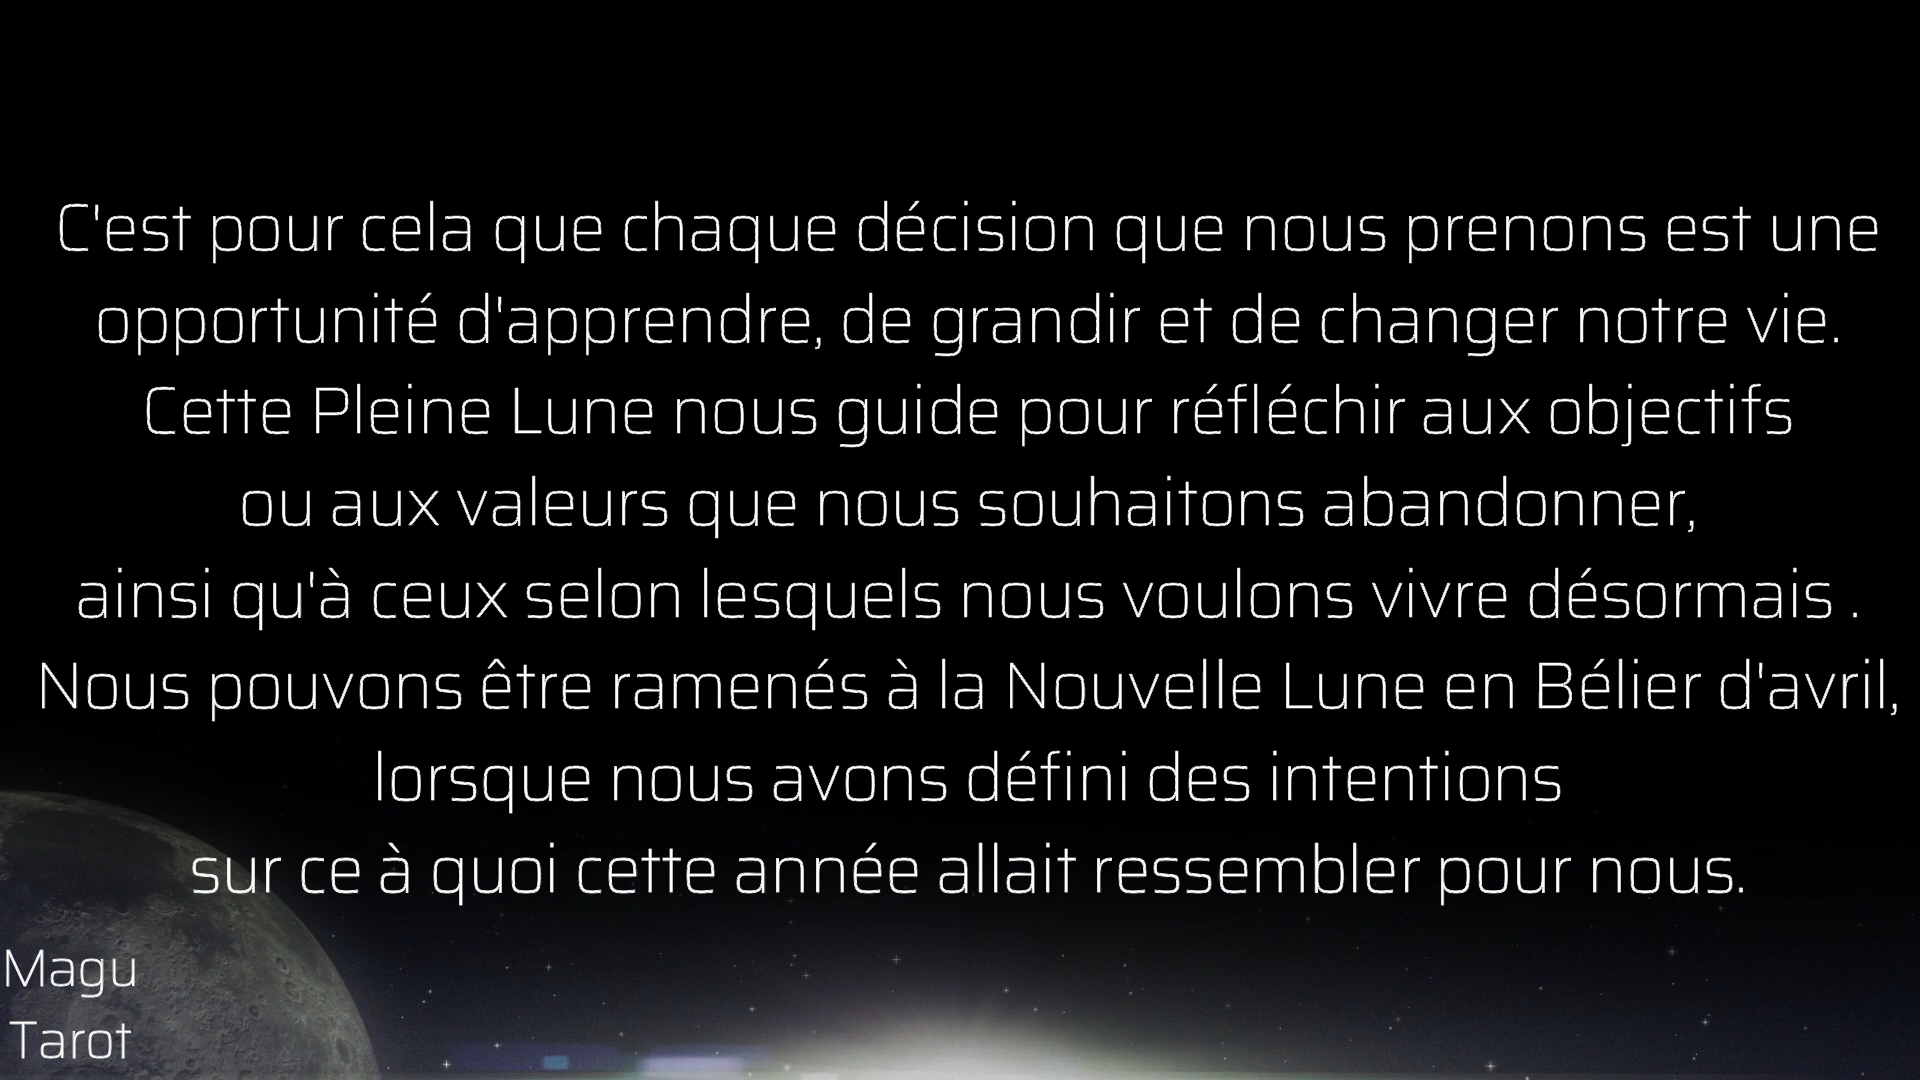 C'est pour cela que chaque décision que nous prenons est une
opportunité d'apprendre, de grandir et de changer notre vie.
Cette Pleine Lune nous guide pour réfléchir aux objectifs
ou aux valeurs que nous souhaitons abandonner,
ainsi qu'à ceux selon lesquels nous voulons vivre désormais .
Nous pouvons être ramenés à la Nouvelle Lune en Bélier d'avril,
lorsque nous avons défini des intentions
sur ce à quoi cette année allait ressembler pour nous.
Magu
Tarot